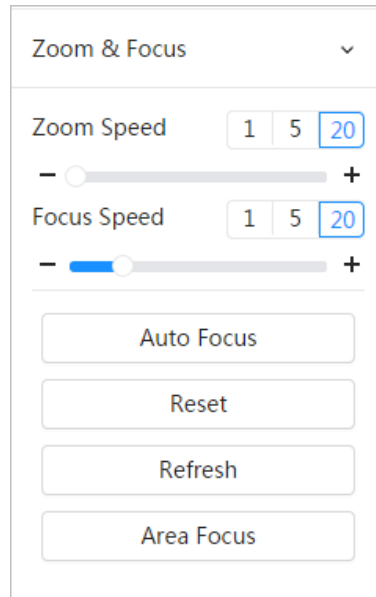 Zoom & Focus
Zoom Speed 1 5 20
− +
Focus Speed 1 5 20
− +
Auto Focus
Reset
Refresh
Area Focus